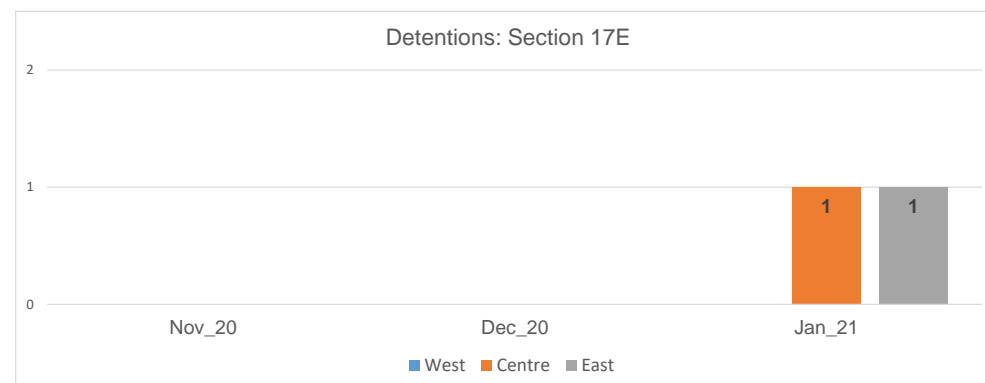 Detentions: Section 17E
2
1
0
1 1
Nov_20 Dec_20 Jan_21
West Centre East